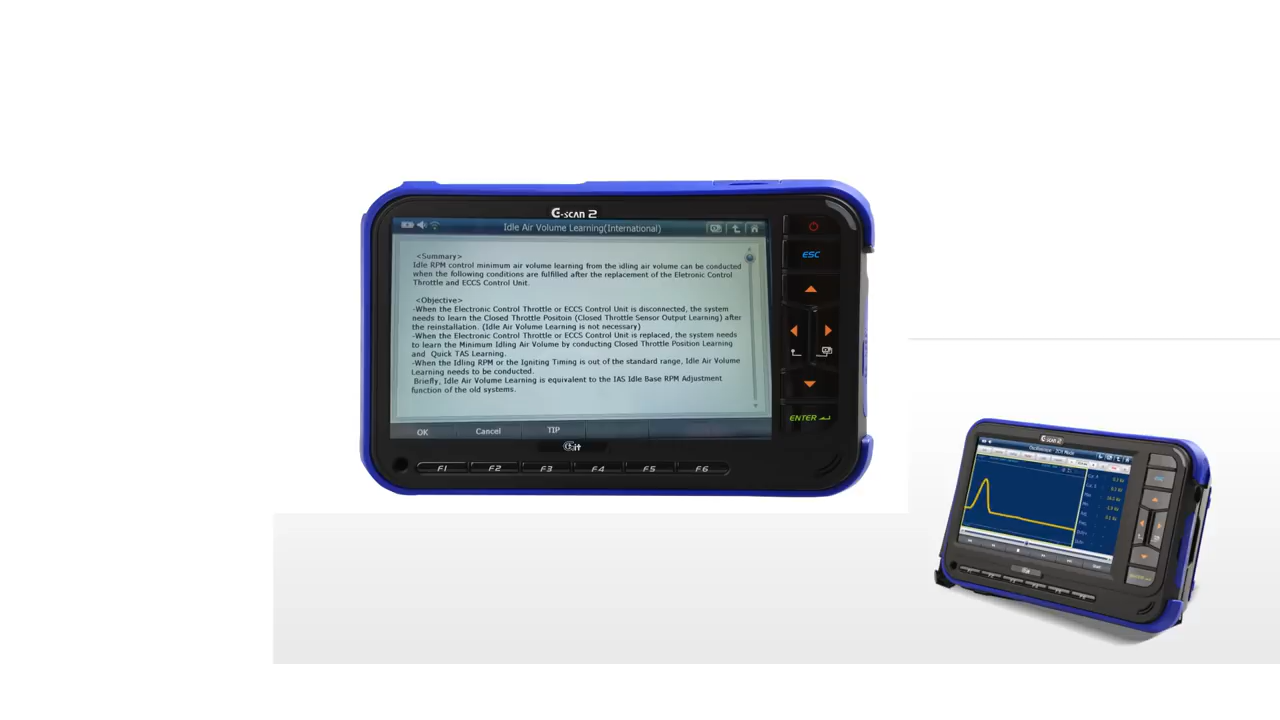 G-scan 2
Idle Air Volume Learning(International)
<Summary>
Idle RPM control minimum air volume learning from the idling air volume can be conducted
when the following conditions are fulfilled after the replacement of the Eletronic Control
Throttle and ECCS Control Unit.
<Objective>
-When the Electronic Control Throttle or ECCS Control Unit is disconnected, the system
needs to learn the Closed Throttle Positoin (Closed Throttle Sensor Output Learning) after
the reinstallation. (Idle Air Volume Learning is not necessary)
-When the Electronic Control Throttle or ECCS Control Unit is replaced, the system needs
to learn the Minimum Idling Air Volume by conducting Closed Throttle Position Learning
and Quick TAS Learning.
-When the Idling RPM or the Igniting Timing is out of the standard range, Idle Air Volume
Learning needs to be conducted.
Briefly, Idle Air Volume Learning is equivalent to the IAS Idle Base RPM Adjustment
function of the old systems.
OK Cancel TIP
Git
F1 F2 F3 F4 F5 F6
ESC
ENTER
G-scan 2
Oscilloscope 2CH Mode
ESC